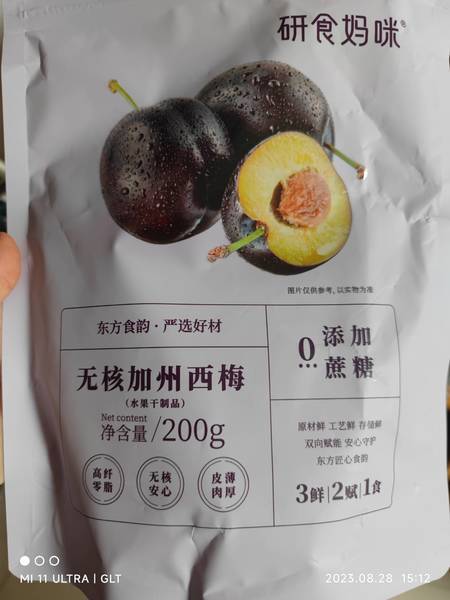 研食妈咪®
图片仅供参考，以实物为准
东方食韵·严选好材
无核加州西梅
（水果干制品）
Net content
净含量/200g
高纤
零脂
无核
安心
皮薄
肉厚
0添加
蔗糖
原材鲜 工艺鲜 存储鲜
双向赋能 安心守护
东方匠心食韵
3鲜|2赋|1食
MI 11 ULTRA | GLT
2023.08.28 15:12